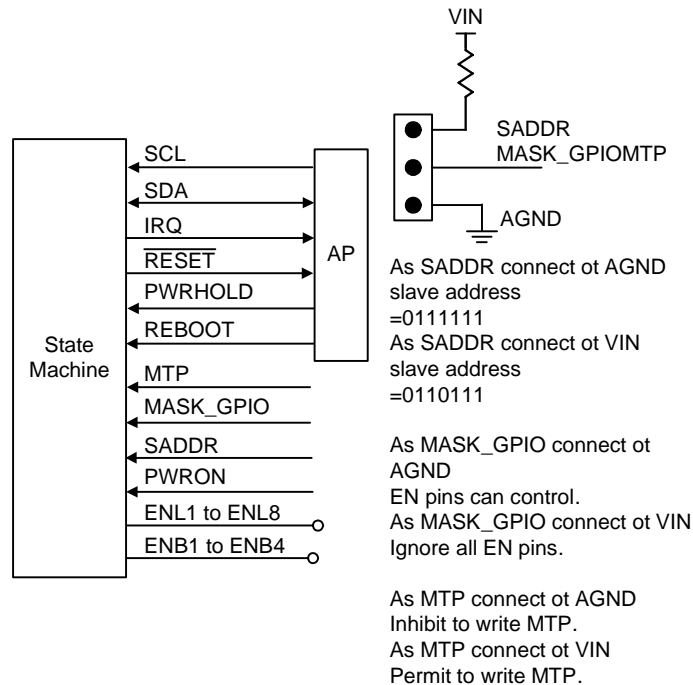 VIN
SADDR
MASK_GPIOMTP
AGND
SCL
SDA
IRQ
RESET
PWRHOLD
REBOOT
AP
State
Machine
MTP
MASK_GPIO
SADDR
PWRON
ENL1 to ENL8
ENB1 to ENB4
As SADDR connect ot AGND
slave address
=0111111
As SADDR connect ot VIN
slave address
=0110111
As MASK_GPIO connect ot
AGND
EN pins can control.
As MASK_GPIO connect ot VIN
Ignore all EN pins.
As MTP connect ot AGND
Inhibit to write MTP.
As MTP connect ot VIN
Permit to write MTP.